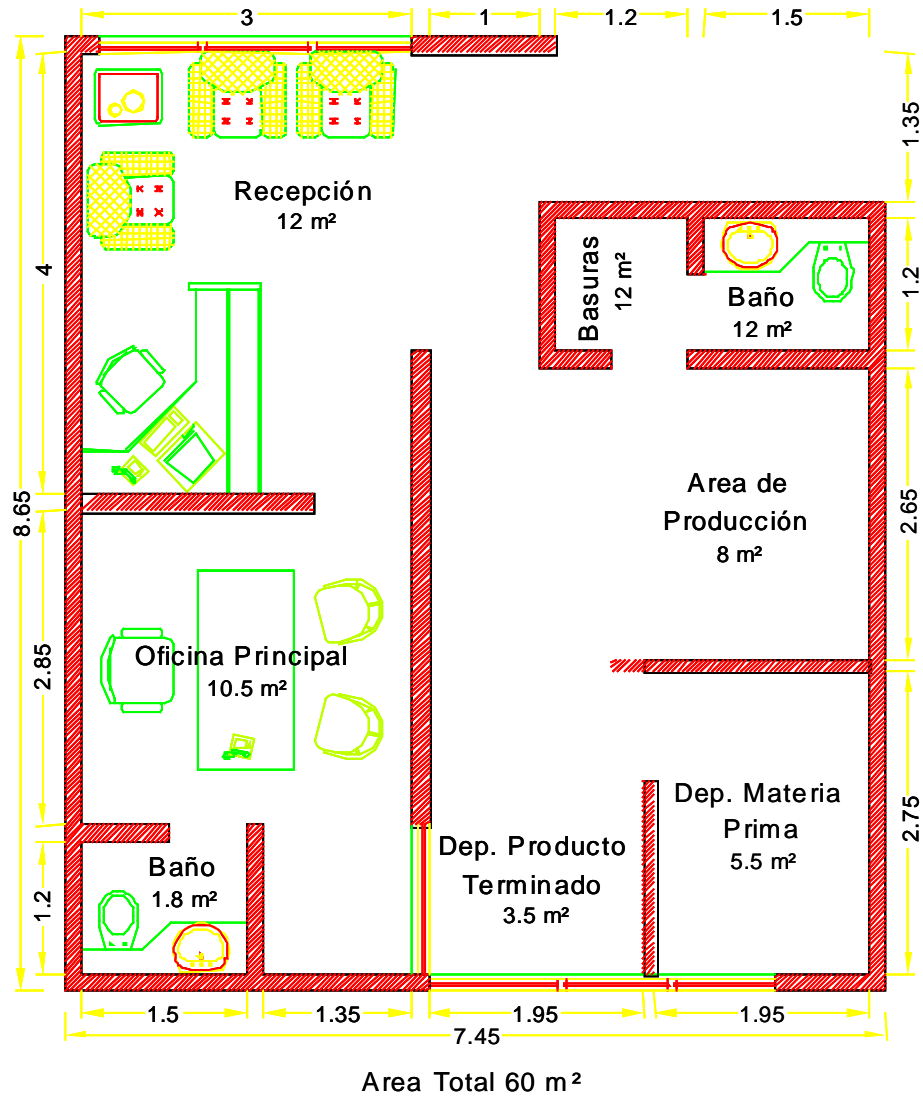 3
1
1.2
1.5
1.35
Recepción
12 m²
Basuras
12 m²
Baño
12 m²
1.2
4
Area de
Producción
8 m²
2.65
8.65
Oficina Principal
10.5 m²
2.85
Dep. Materia
Prima
5.5 m²
2.75
Dep. Producto
Terminado
3.5 m²
Baño
1.8 m²
1.2
1.5
1.35
1.95
1.95
7.45
Area Total 60 m²